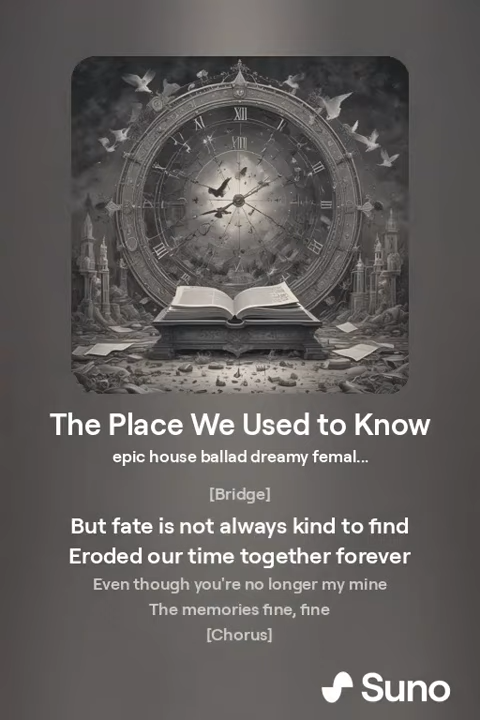 The Place We Used to Know
epic house ballad dreamy femal...
[Bridge]
But fate is not always kind to find
Eroded our time together forever
Even though you're no longer my mine
The memories fine, fine
[Chorus]
Suno